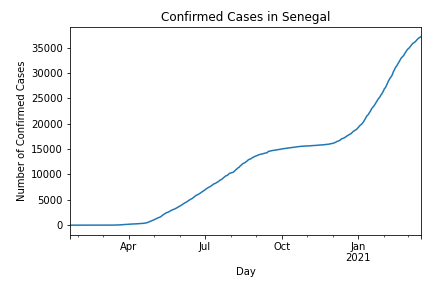 Confirmed Cases in Senegal
Number of Confirmed Cases
35000
30000
25000
20000
15000
10000
5000
0
Apr
Jul
Oct
Jan
2021
Day